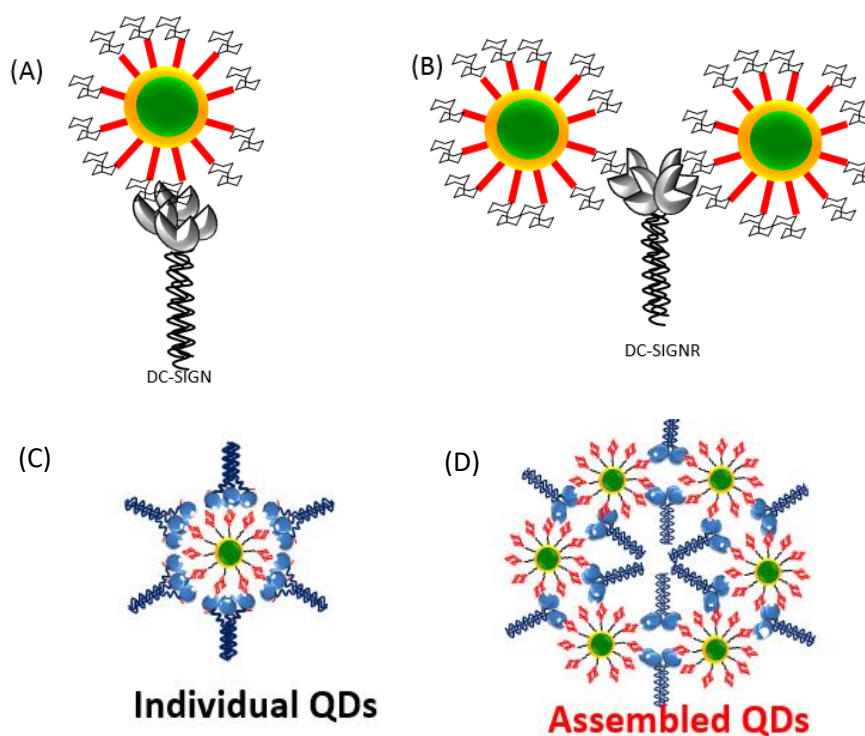 (A)
(B)
DC-SIGN
DC-SIGNR
(C)
(D)
Individual QDs
Assembled QDs